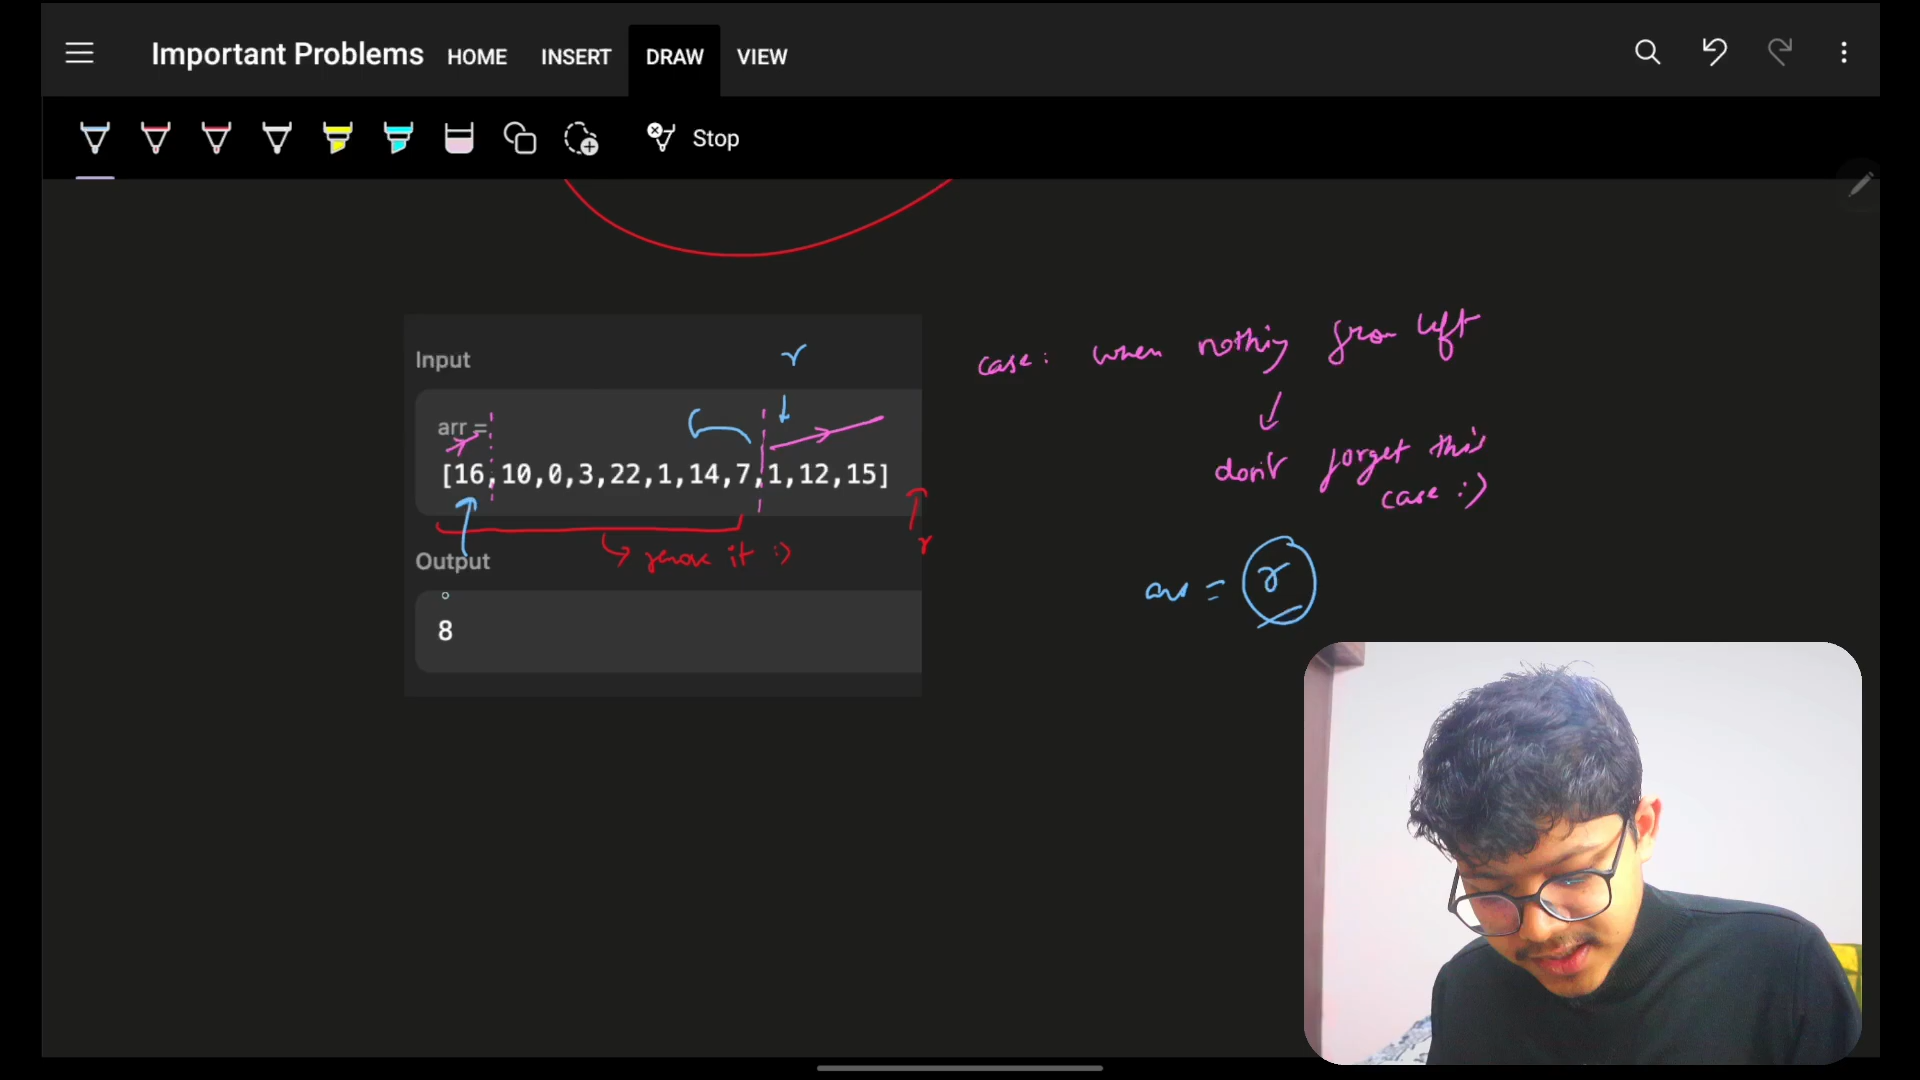 Important Problems HOME INSERT DRAW VIEW
Stop
Input
r
arr =
[16,10,0,3,22,1,14,7,1,12,15]
remove it :)
r
Output
8
case: when nothing from left
don't forget this
case :)
ans = r